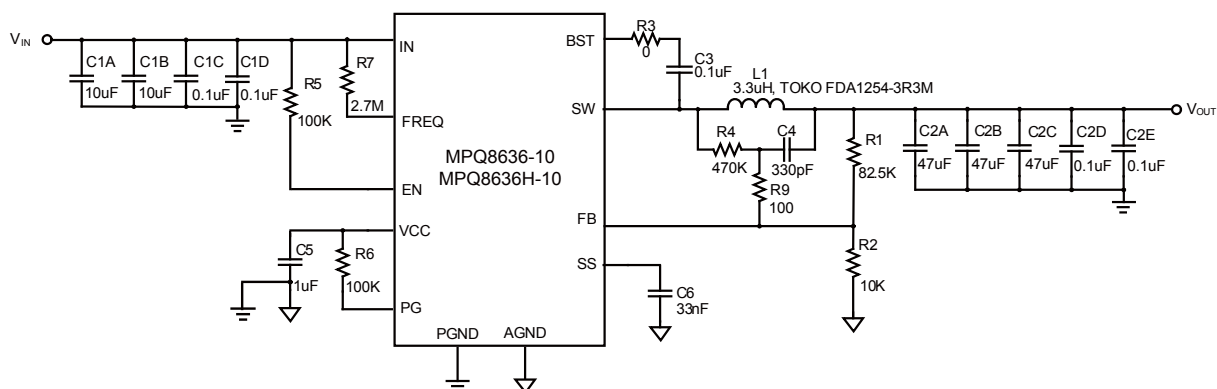 V_IN
C1A
10uF
C1B
10uF
C1C
0.1uF
C1D
0.1uF
R5
100K
R7
2.7M
IN
FREQ
EN
VCC
PG
PGND
AGND
MPQ8636-10
MPQ8636H-10
BST
SW
FB
SS
C5
1uF
R6
100K
R3
0
C3
0.1uF
L1
3.3uH, TOKO FDA1254-3R3M
R4
470K
C4
330pF
R9
100
R1
82.5K
R2
10K
C6
33nF
C2A
47uF
C2B
47uF
C2C
47uF
C2D
0.1uF
C2E
0.1uF
V_OUT